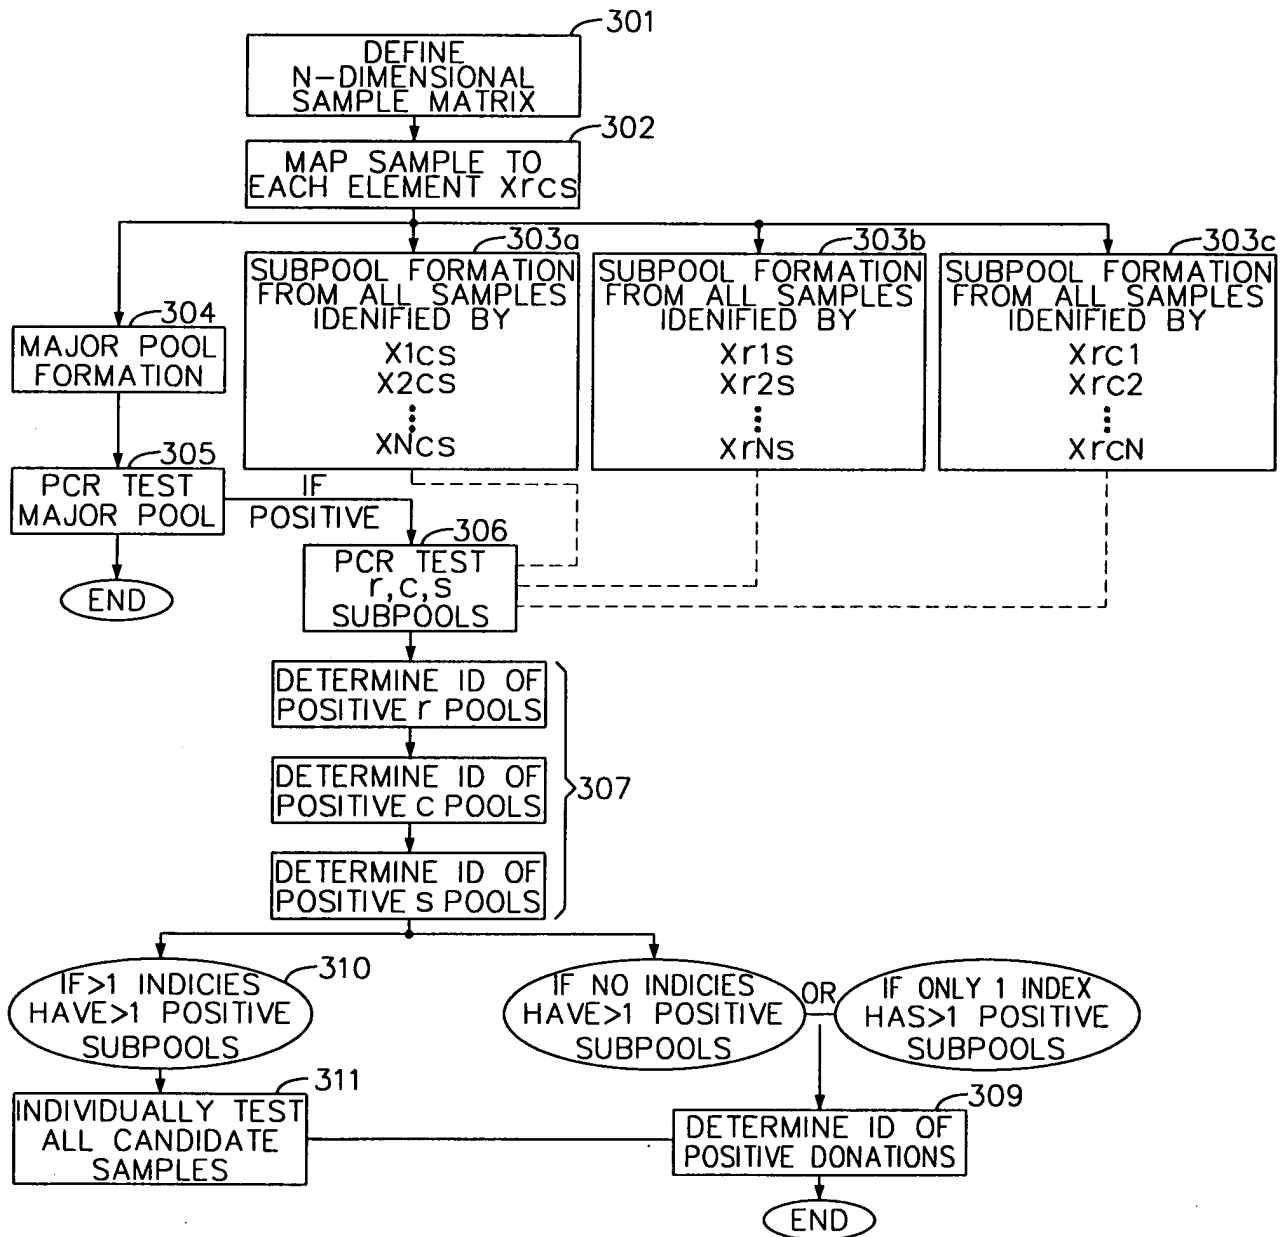 301
DEFINE
N-DIMENSIONAL
SAMPLE MATRIX
302
MAP SAMPLE TO
EACH ELEMENT Xrcs
303a
SUBPOOL FORMATION
FROM ALL SAMPLES
IDENIFIED BY
X1cs
X2cs
XNcs
303b
SUBPOOL FORMATION
FROM ALL SAMPLES
IDENIFIED BY
Xr1s
Xr2s
XrNs
303c
SUBPOOL FORMATION
FROM ALL SAMPLES
IDENIFIED BY
Xrc1
Xrc2
XrcN
304
MAJOR POOL
FORMATION
305
PCR TEST
MAJOR POOL
IF
POSITIVE
END
306
PCR TEST
r,c,s
SUBPOOLS
DETERMINE ID OF
POSITIVE r POOLS
DETERMINE ID OF
POSITIVE c POOLS
307
DETERMINE ID OF
POSITIVE s POOLS
310
IF>1 INDICIES
HAVE>1 POSITIVE
SUBPOOLS
IF NO INDICIES
HAVE>1 POSITIVE
SUBPOOLS
OR
IF ONLY 1 INDEX
HAS>1 POSITIVE
SUBPOOLS
311
INDIVIDUALLY TEST
ALL CANDIDATE
SAMPLES
309
DETERMINE ID OF
POSITIVE DONATIONS
END